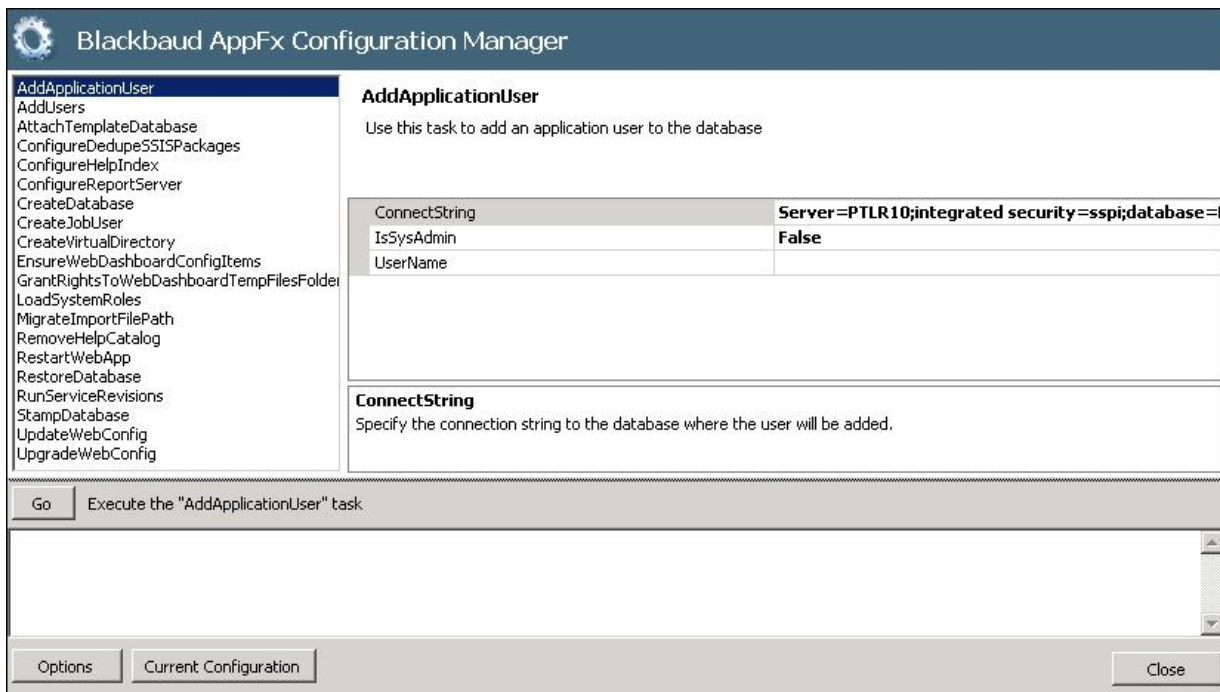 Blackbaud AppFx Configuration Manager
AddApplicationUser
AddUsers
AttachTemplateDatabase
ConfigureDedupeSSISPackages
ConfigureHelpIndex
ConfigureReportServer
CreateDatabase
CreateJobUser
CreateVirtualDirectory
EnsureWebDashboardConfigItems
GrantRightsToWebDashboardTempFilesFolder
LoadSystemRoles
MigrateImportFilePath
RemoveHelpCatalog
RestartWebApp
RestoreDatabase
RunServiceRevisions
StampDatabase
UpdateWebConfig
UpgradeWebConfig
AddApplicationUser
Use this task to add an application user to the database
ConnectString Server=PTLR10;integrated security=sspi;database=
IsSysAdmin False
UserName
ConnectString
Specify the connection string to the database where the user will be added.
Go Execute the "AddApplicationUser" task
Options Current Configuration Close